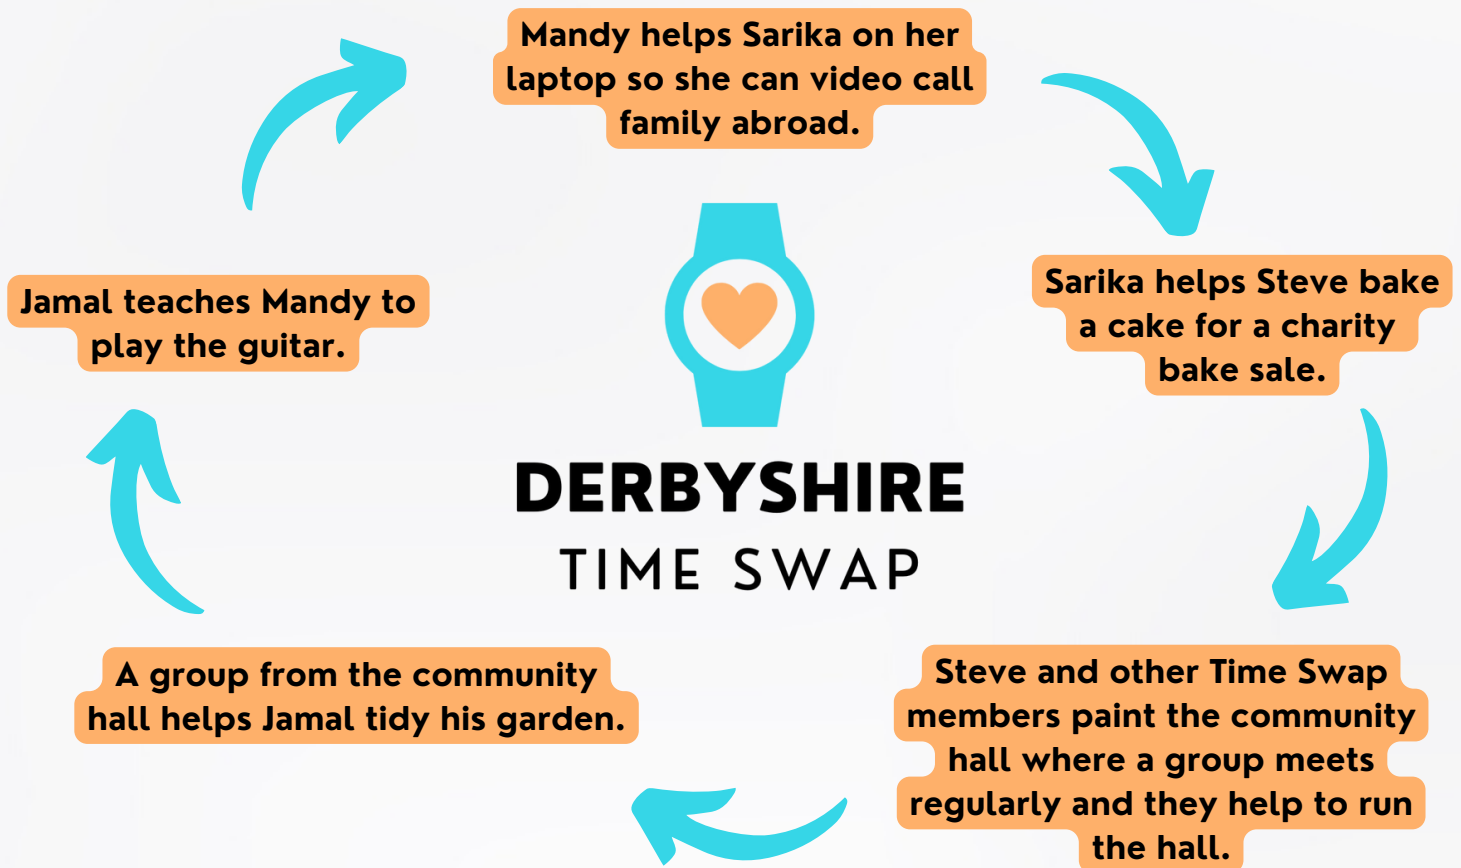 Mandy helps Sarika on her
laptop so she can video call
family abroad.
Sarika helps Steve bake
a cake for a charity
bake sale.
Steve and other Time Swap
members paint the community
hall where a group meets
regularly and they help to run
the hall.
A group from the community
hall helps Jamal tidy his garden.
Jamal teaches Mandy to
play the guitar.
DERBYSHIRE
TIME SWAP